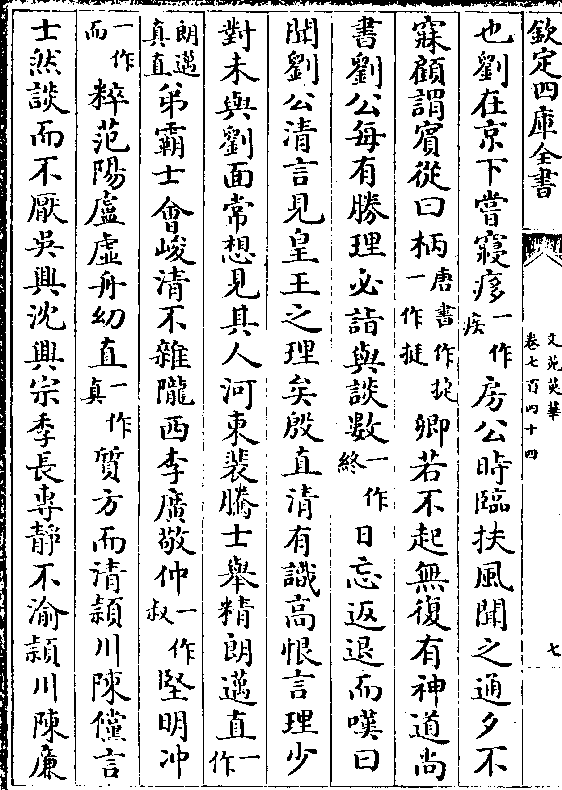 欽定四庫全書
文苑英華
卷七百四十四
七
也劉在京下嘗寢疹一作疾房公時臨扶風聞之通夕不
寐顧謂賓從曰柄唐書作捉一作挺卿若不起無復有神道尚
書劉公每有勝理必詣與談數一作終日忘返退而嘆曰
聞劉公清言見皇王之理矣殷直清有識高恨言理少
對未與劉面常想見其人河東裴騰士舉精朗邁直一作
朗邁真直弟霸士會峻清不雜隴西李廣敬仲一作叔堅明冲
一作而粹范陽盧虛舟幼直一作真質方而清頴川陳儻言
士然談而不厭吳興沈興宗季長専靜不渝頴川陳廉